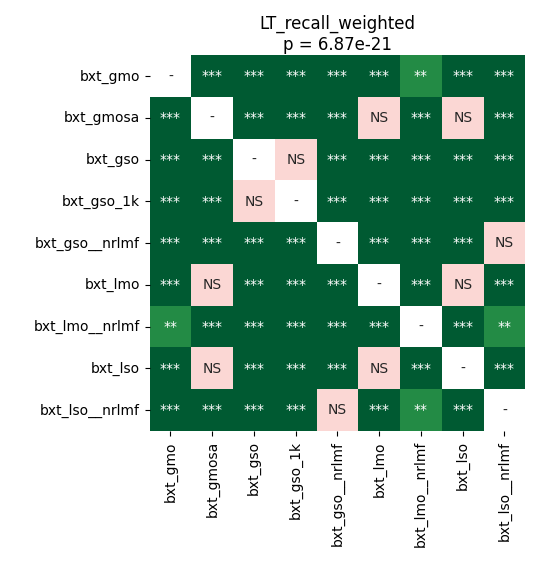 LT_recall_weighted
p = 6.87e-21
bxt_gmo - *** *** *** *** *** ** *** ***
bxt_gmosa *** - *** *** *** NS *** NS ***
bxt_gso *** *** - NS *** *** *** *** ***
bxt_gso_1k *** *** NS - *** *** *** *** ***
bxt_gso__nrlmf *** *** *** *** - *** *** *** NS
bxt_lmo *** NS *** *** *** - *** NS ***
bxt_lmo__nrlmf ** *** *** *** *** *** - *** **
bxt_lso *** NS *** *** *** NS *** - ***
bxt_lso__nrlmf *** *** *** *** NS *** ** *** -
bxt_gmo
bxt_gmosa
bxt_gso
bxt_gso_1k
bxt_gso__nrlmf
bxt_lmo
bxt_lmo__nrlmf
bxt_lso
bxt_lso__nrlmf